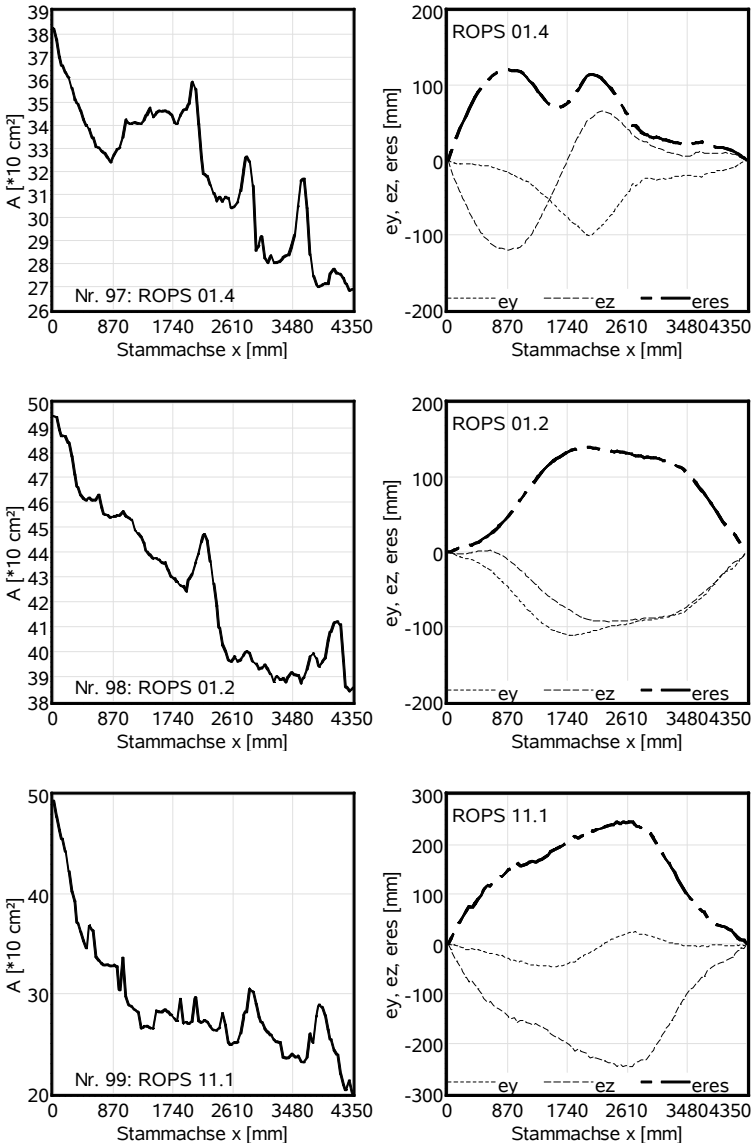 39
38
37
36
35
34
33
32
31
30
29
28
27
26
A [*10 cm²]
Nr. 97: ROPS 01.4
0 870 1740 2610 3480 4350
Stammachse x [mm]
200
100
0
-100
-200
ey, ez, eres [mm]
ROPS 01.4
ey ez eres
0 870 1740 2610 3480 4350
Stammachse x [mm]
50
49
48
47
46
45
44
43
42
41
40
39
38
A [*10 cm²]
Nr. 98: ROPS 01.2
0 870 1740 2610 3480 4350
Stammachse x [mm]
200
100
0
-100
-200
ey, ez, eres [mm]
ROPS 01.2
ey ez eres
0 870 1740 2610 3480 4350
Stammachse x [mm]
50
40
30
20
A [*10 cm²]
Nr. 99: ROPS 11.1
0 870 1740 2610 3480 4350
Stammachse x [mm]
300
200
100
0
-100
-200
-300
ey, ez, eres [mm]
ROPS 11.1
ey ez eres
0 870 1740 2610 3480 4350
Stammachse x [mm]